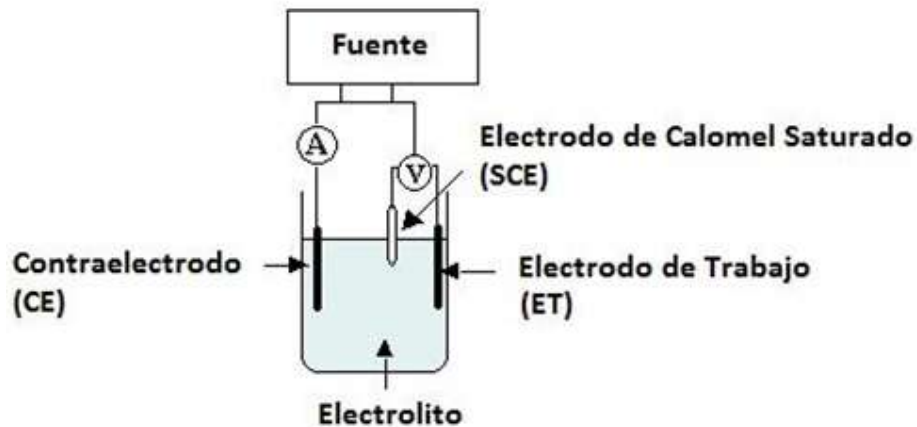 Fuente
A
Electrodo de Calomel Saturado
(SCE)
V
Contraelectrodo
(CE)
Electrodo de Trabajo
(ET)
Electrolito